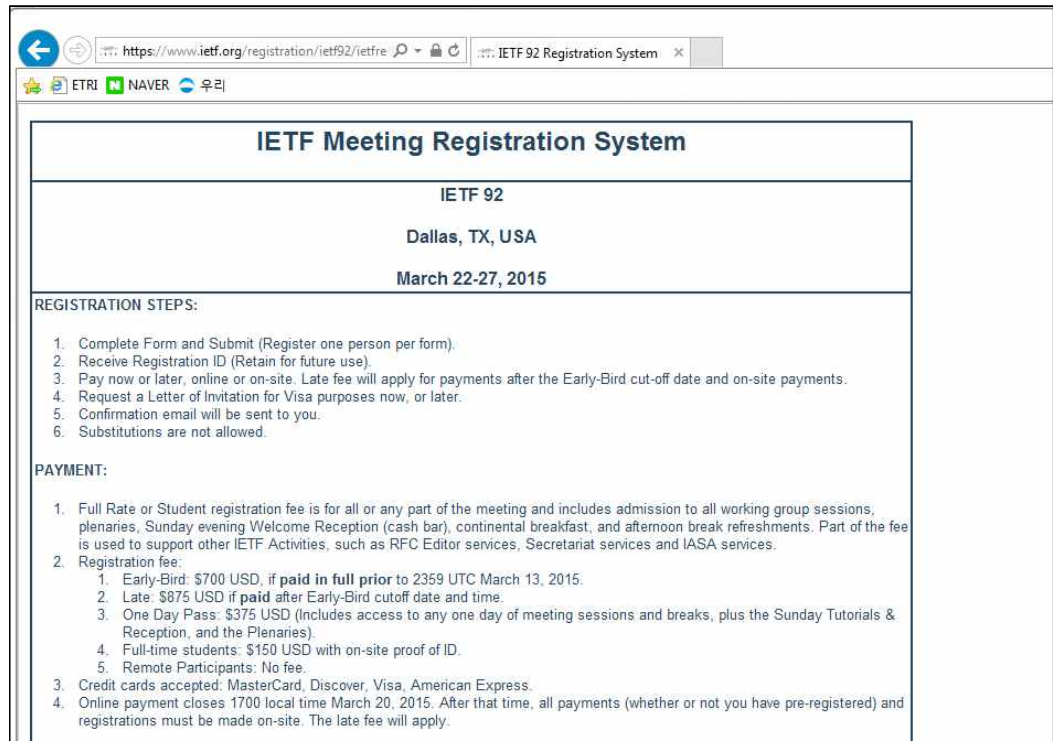 https://www.ietf.org/registration/ietf92/ietfre
IETF 92 Registration System
ETRI NAVER 우리
IETF Meeting Registration System
IETF 92
Dallas, TX, USA
March 22-27, 2015
REGISTRATION STEPS:
1. Complete Form and Submit (Register one person per form).
2. Receive Registration ID (Retain for future use).
3. Pay now or later, online or on-site. Late fee will apply for payments after the Early-Bird cut-off date and on-site payments.
4. Request a Letter of Invitation for Visa purposes now, or later.
5. Confirmation email will be sent to you.
6. Substitutions are not allowed.
PAYMENT:
1. Full Rate or Student registration fee is for all or any part of the meeting and includes admission to all working group sessions,
plenaries, Sunday evening Welcome Reception (cash bar), continental breakfast, and afternoon break refreshments. Part of the fee
is used to support other IETF Activities, such as RFC Editor services, Secretariat services and IASA services.
2. Registration fee:
1. Early-Bird: $700 USD, if paid in full prior to 2359 UTC March 13, 2015.
2. Late: $875 USD if paid after Early-Bird cutoff date and time.
3. One Day Pass: $375 USD (Includes access to any one day of meeting sessions and breaks, plus the Sunday Tutorials &
Reception, and the Plenaries).
4. Full-time students: $150 USD with on-site proof of ID.
5. Remote Participants: No fee.
3. Credit cards accepted: MasterCard, Discover, Visa, American Express.
4. Online payment closes 1700 local time March 20, 2015. After that time, all payments (whether or not you have pre-registered) and
registrations must be made on-site. The late fee will apply.